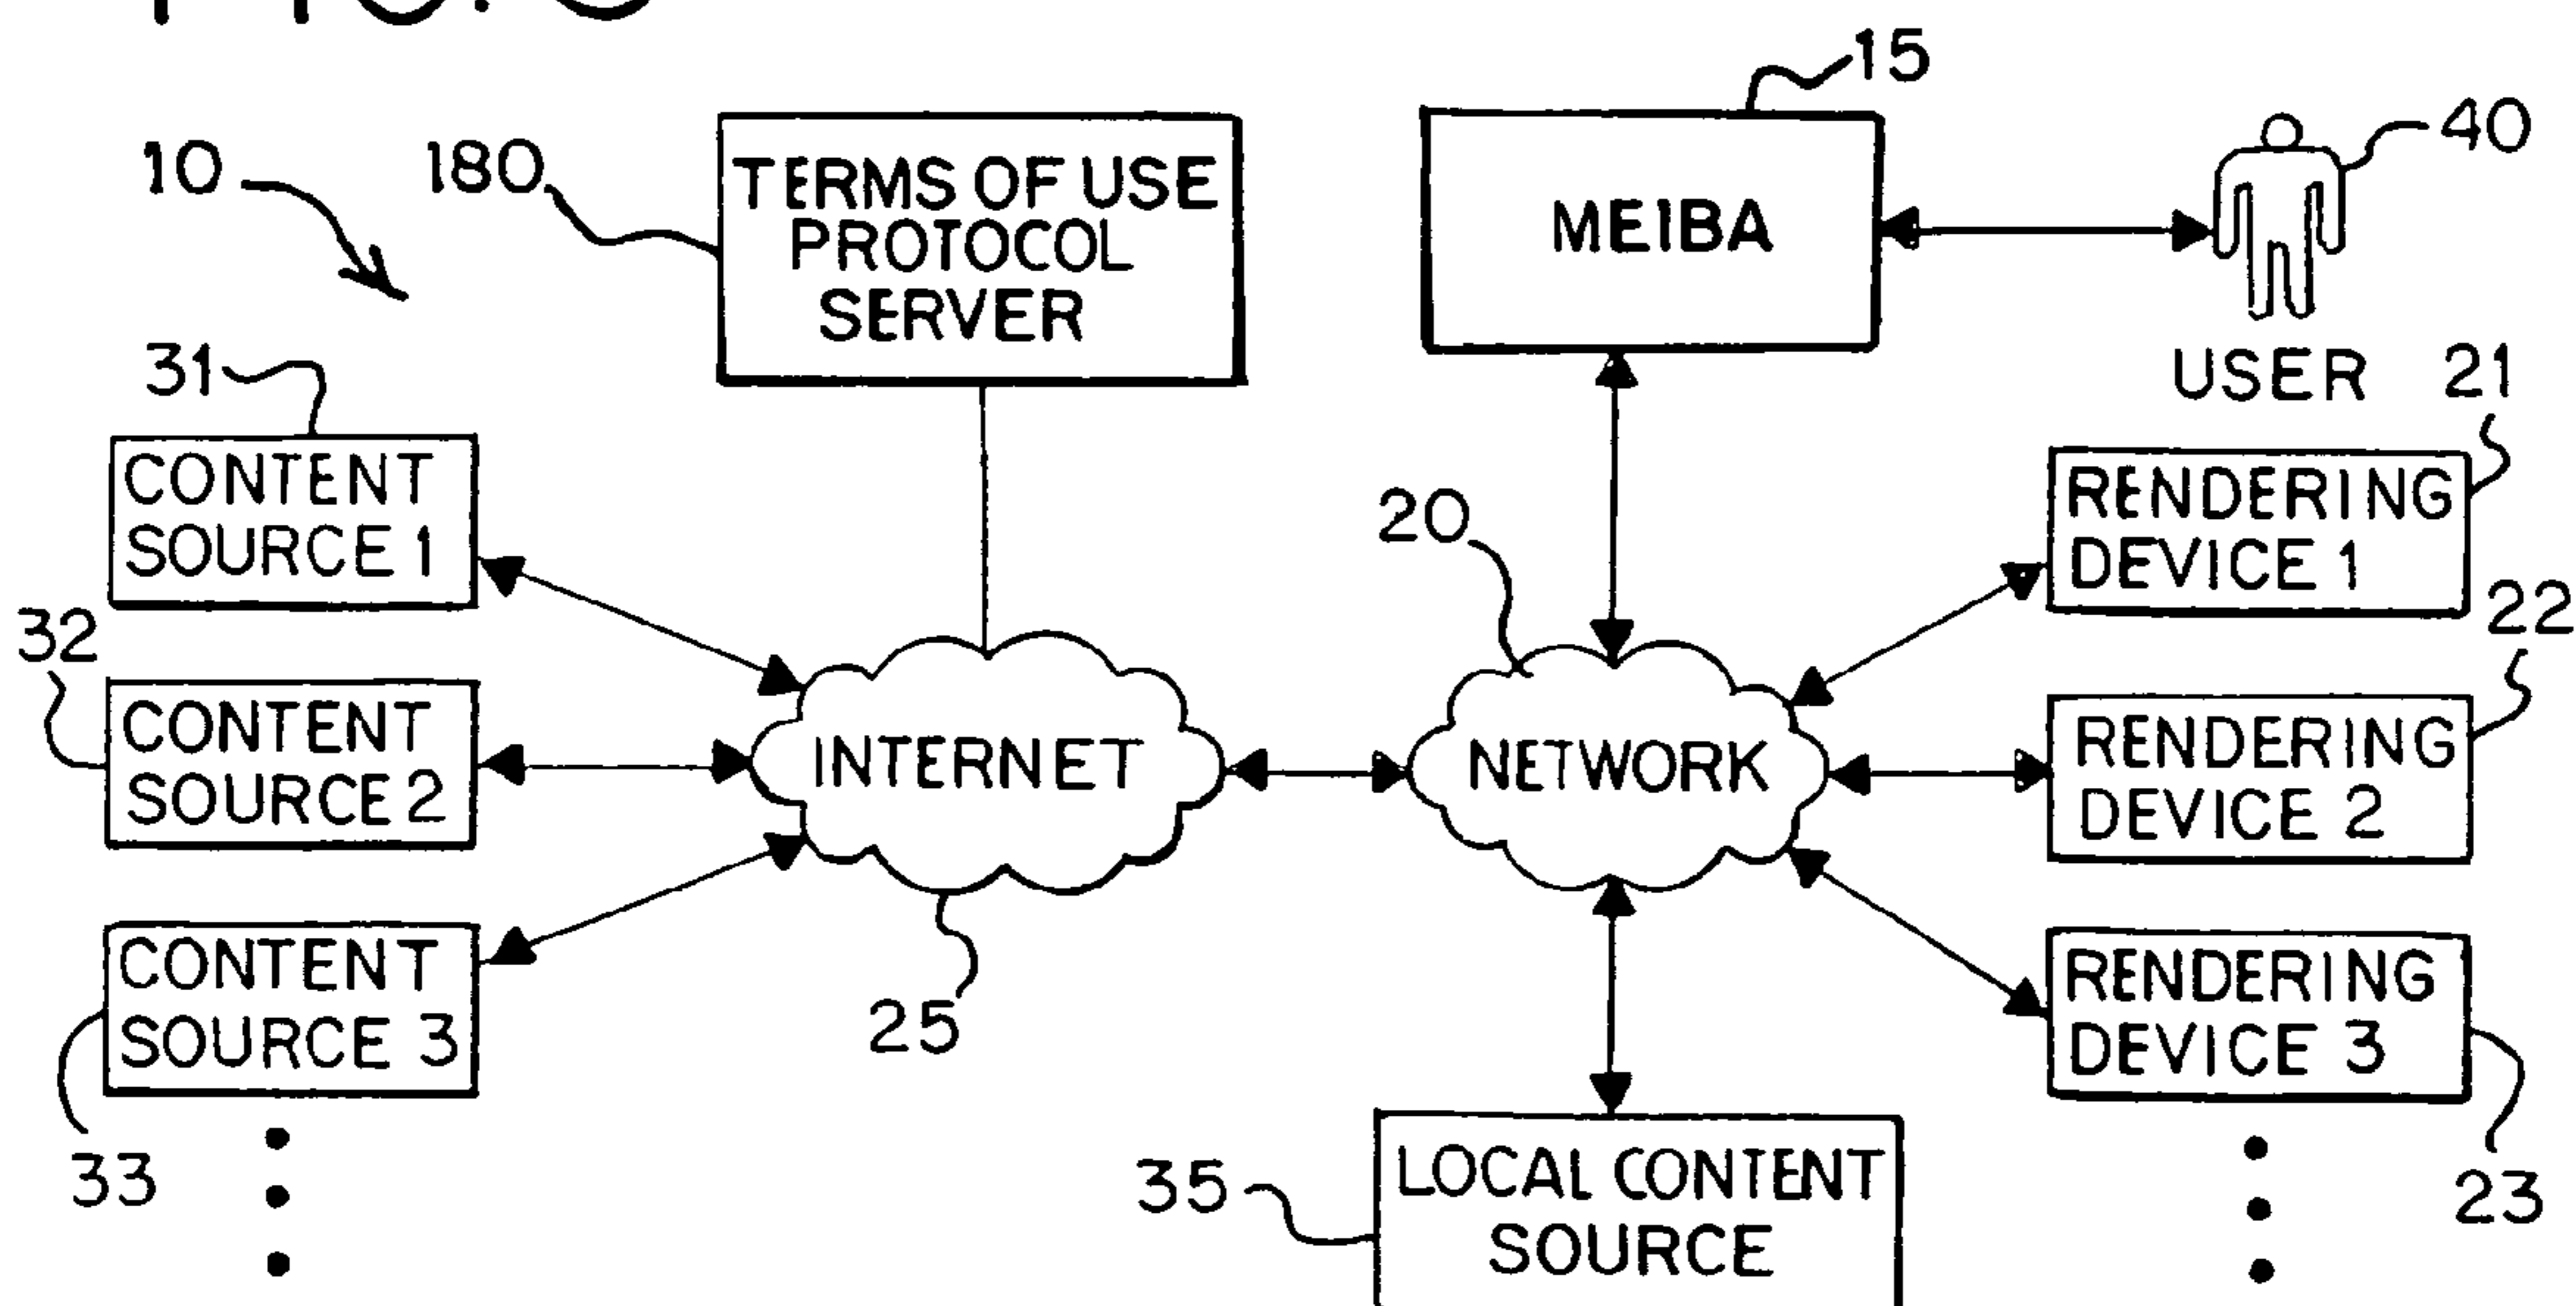 15
10
180
TERMS OF USE
PROTOCOL
SERVER
MEIBA
40
USER
31
CONTENT
SOURCE 1
21
RENDERING
DEVICE 1
20
32
CONTENT
SOURCE 2
INTERNET
NETWORK
22
RENDERING
DEVICE 2
CONTENT
SOURCE 3
33
25
RENDERING
DEVICE 3
23
35
LOCAL CONTENT
SOURCE